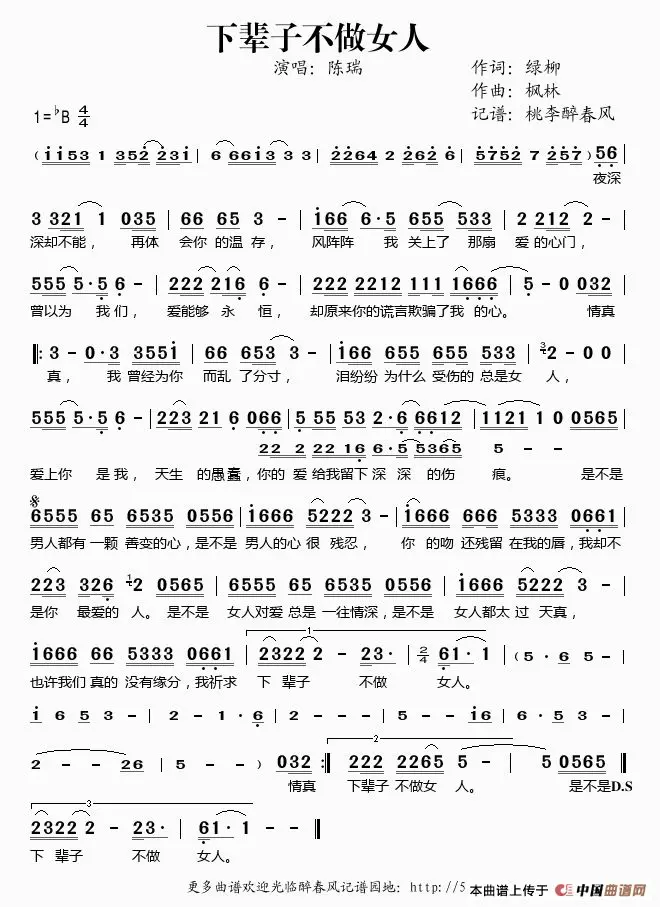 下辈子不做女人
演唱：陈瑞
作词：绿柳
作曲：枫林
记谱：桃李醉春风
1=♭B 4/4
(i i 5 3 1 3 5 2 2 3 i | 6 6 6 i 3 3 3 | 2 2 6 4 2 2 6 2 6 | 5 7 5 2 7 2 5 7) 5 6 |
夜深
3 3 2 1 1 0 3 5 | 6 6 6 5 3 - | i 6 6 6·5 6 5 5 5 3 3 | 2 2 1 2 2 - |
深却不能， 再体 会你 的温 存， 风阵阵 我 关上了 那扇 爱 的心门，
5 5 5 5·5 6 - | 2 2 2 2 1 6 6 - | 2 2 2 2 2 1 2 1 1 1 1 6 6 6 | 5 - 0 0 3 2 |
曾以为 我们， 爱能够 永 恒， 却原来你的谎言欺骗了我 的心。 情真
‖: 3 - 0·3 3 5 5 i | 6 6 6 5 3 3 - | i 6 6 6 5 5 6 5 5 5 3 3 | 3 2 - 0 0 |
真， 我 曾经为你 而乱 了分寸， 泪纷纷 为什么 受伤的 总是女 人，
5 5 5 5·5 6 - | 2 2 3 2 1 6 0 6 6 | 5 5 5 5 3 2·6 6 6 1 2 | 1 1 2 1 1 0 0 5 6 5 |
2 2 2 2 2 1 6 6·5 5 3 6 5 5 - -
爱上你 是我， 天生 的愚蠢，你的 爱 给我留下 深 深 的伤 痕。 是不是
6 5 5 5 6 5 6 5 3 5 0 5 5 6 | i 6 6 6 5 2 2 2 3 - | i 6 6 6 6 6 6 5 3 3 3 0 6 6 1 |
男人都有 一颗 善变的心，是不是 男人的心 很 残忍， 你 的吻 还残留 在我的唇，我却不
2 2 3 3 2 6 1 2 0 5 6 5 | 6 5 5 5 6 5 6 5 3 5 0 5 5 6 | i 6 6 6 5 2 2 2 3 |
是你 最爱的 人。 是不是 女人对爱 总是 一往情深，是不是 女人都太 过 天真，
1
i 6 6 6 6 6 5 3 3 3 0 6 6 1 | 2 3 2 2 2 - 2 3· | 2/4 6 1·1 | (5·6 5 - |
也许我们 真的 没有缘分，我祈求 下 辈子 不做 女人。
i 6 5 3 - | 2 - 1·6 | 2 - - - | 5 - - i 6 | 6·5 3 - |
2
2 - - 2 6 | 5 - - ) 0 3 2 :‖ 2 2 2 2 2 6 5 | 5 - - | 5 0 5 6 5 ‖
情真 下辈子 不做女 人。 是不是D.S
3
2 3 2 2 2 - 2 3· | 6 1·1 - - ‖
下 辈子 不做 女人。
更多曲谱欢迎光临醉春风记谱园地：http://5
本曲谱上传于 中国曲谱网